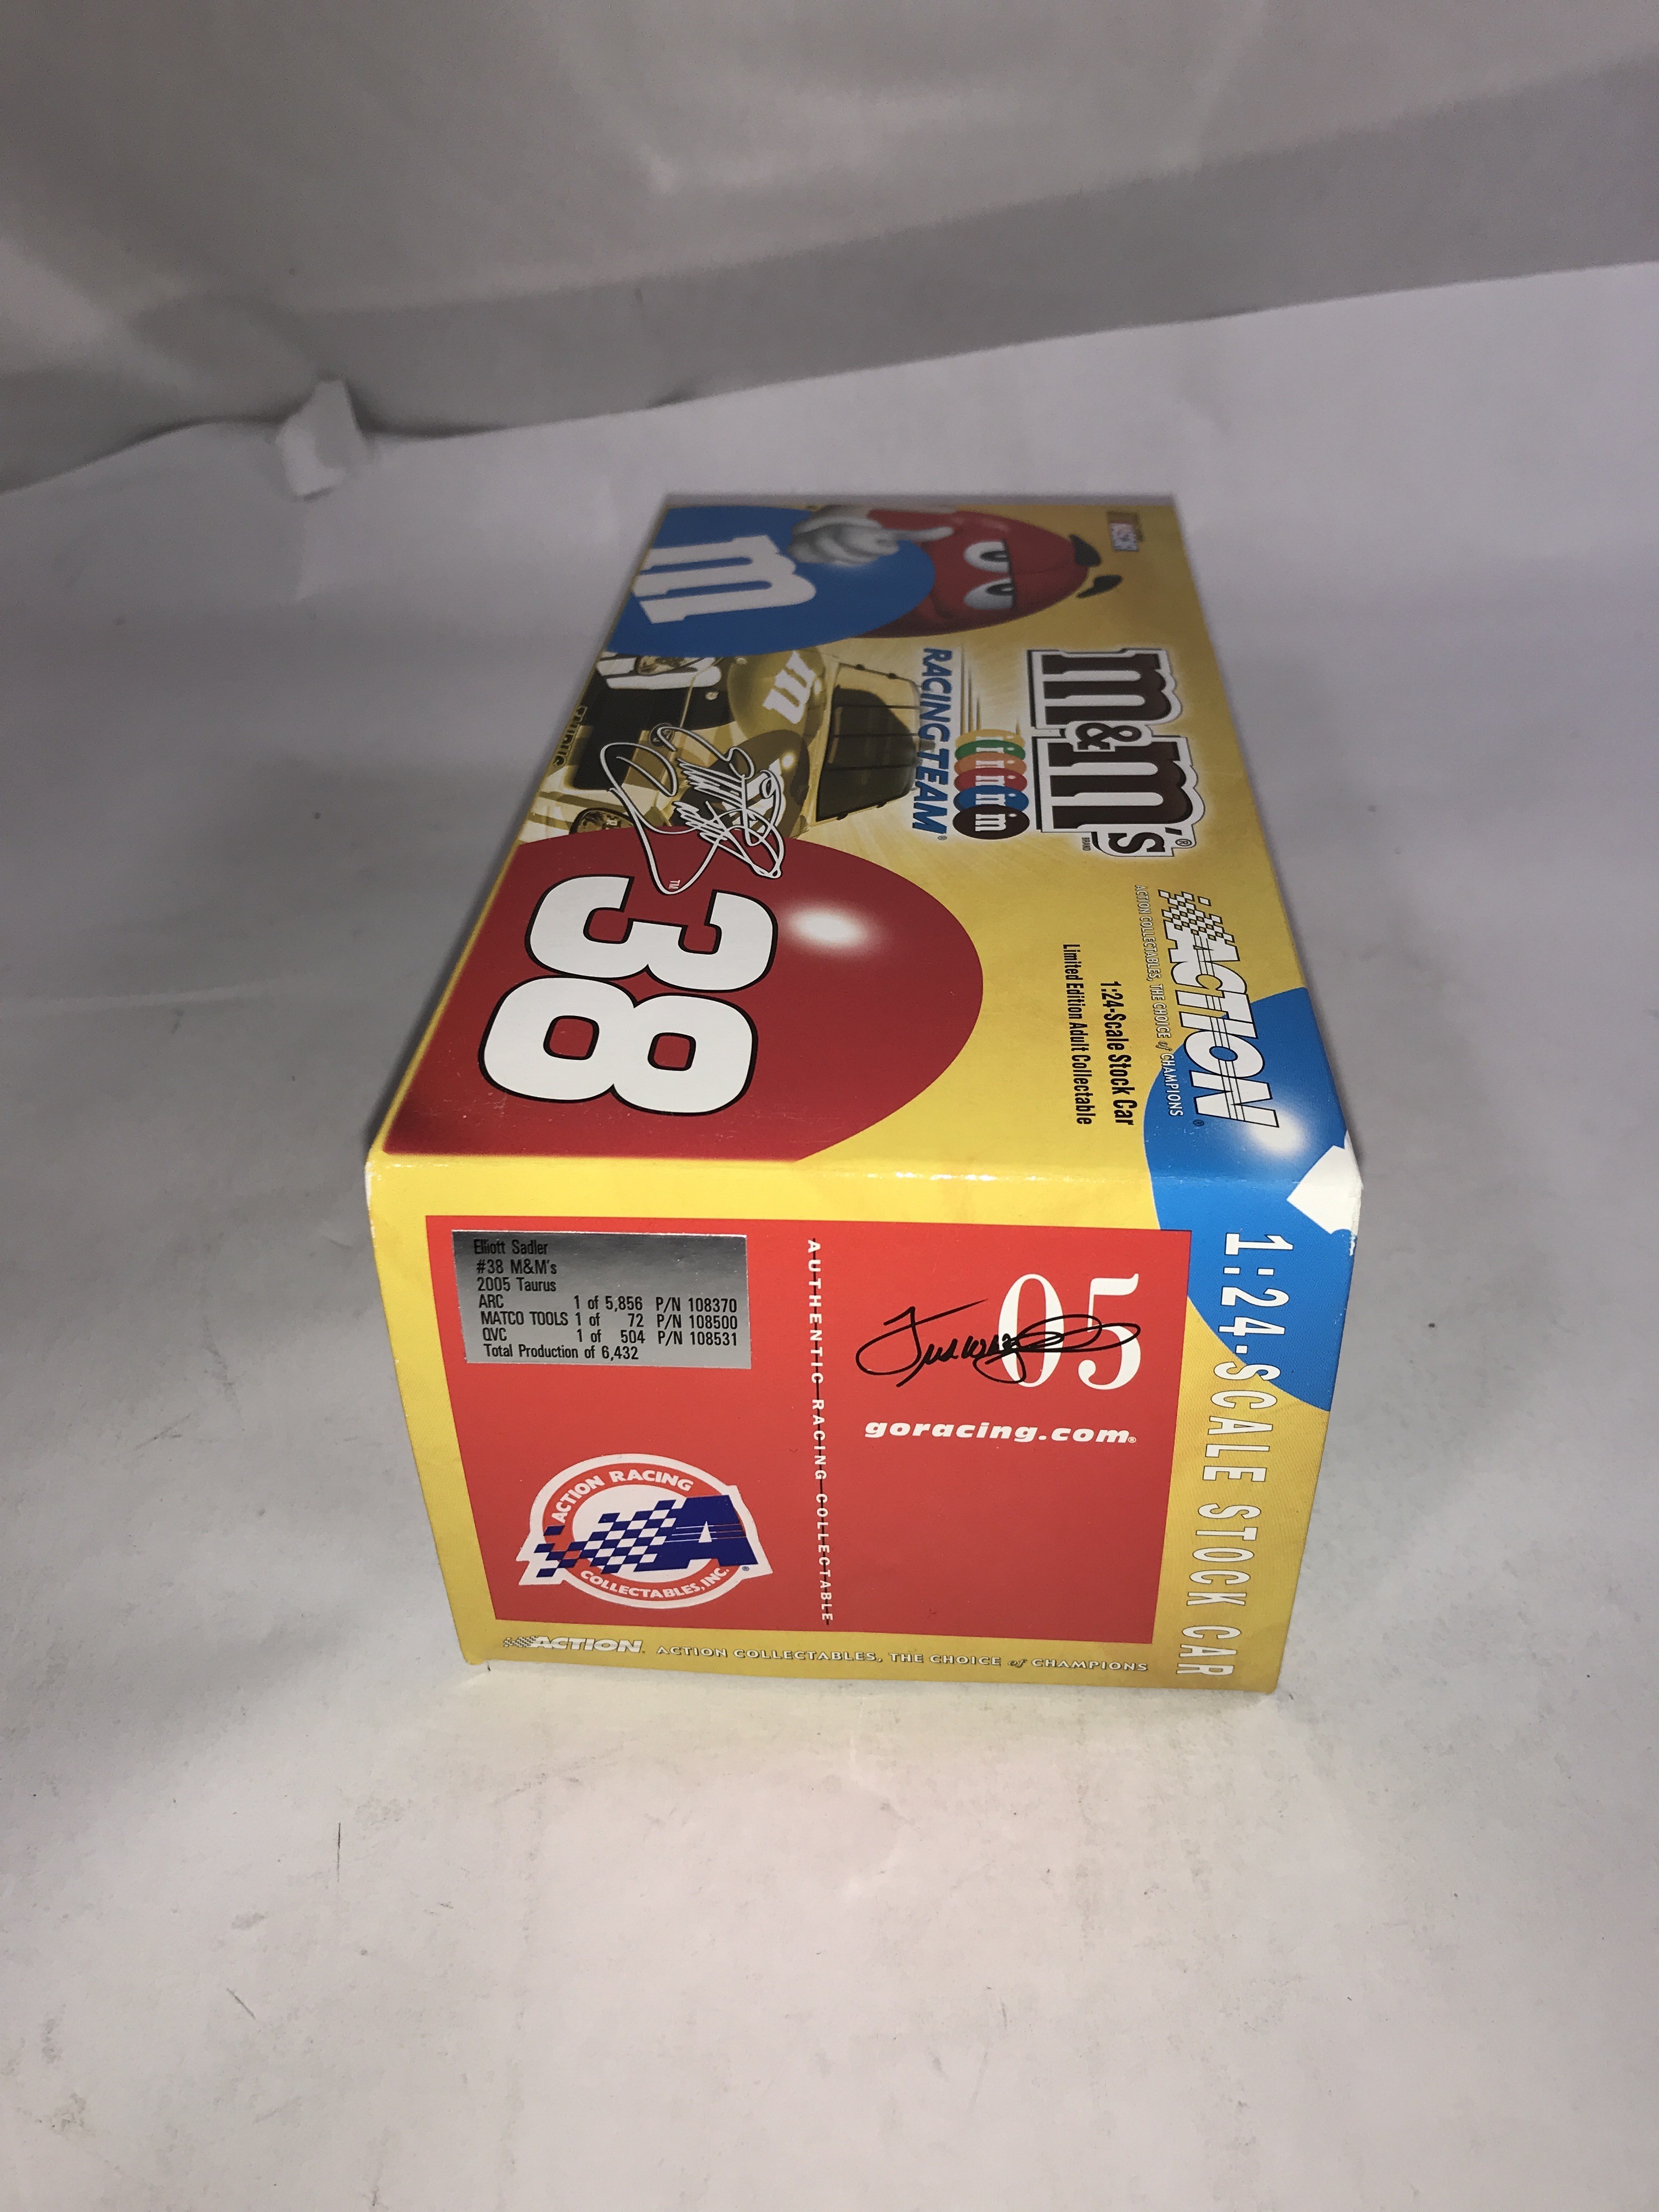 NASCAR
m
m
m&m's®
BRAND
m m m m m
RACING TEAM®
ACTION®
ACTION COLLECTABLES, THE CHOICE of CHAMPIONS
1:24-Scale Stock Car
Limited Edition Adult Collectable
38
TM
1:24-SCALE STOCK CAR
Elliott Sadler
#38 M&M's
2005 Taurus
ARC 1 of 5,856 P/N 108370
MATCO TOOLS 1 of 72 P/N 108500
QVC 1 of 504 P/N 108531
Total Production of 6,432
AUTHENTIC RACING COLLECTABLE
05
goracing.com®
ACTION RACING
A
COLLECTABLES, INC.®
ACTION® ACTION COLLECTABLES, THE CHOICE of CHAMPIONS